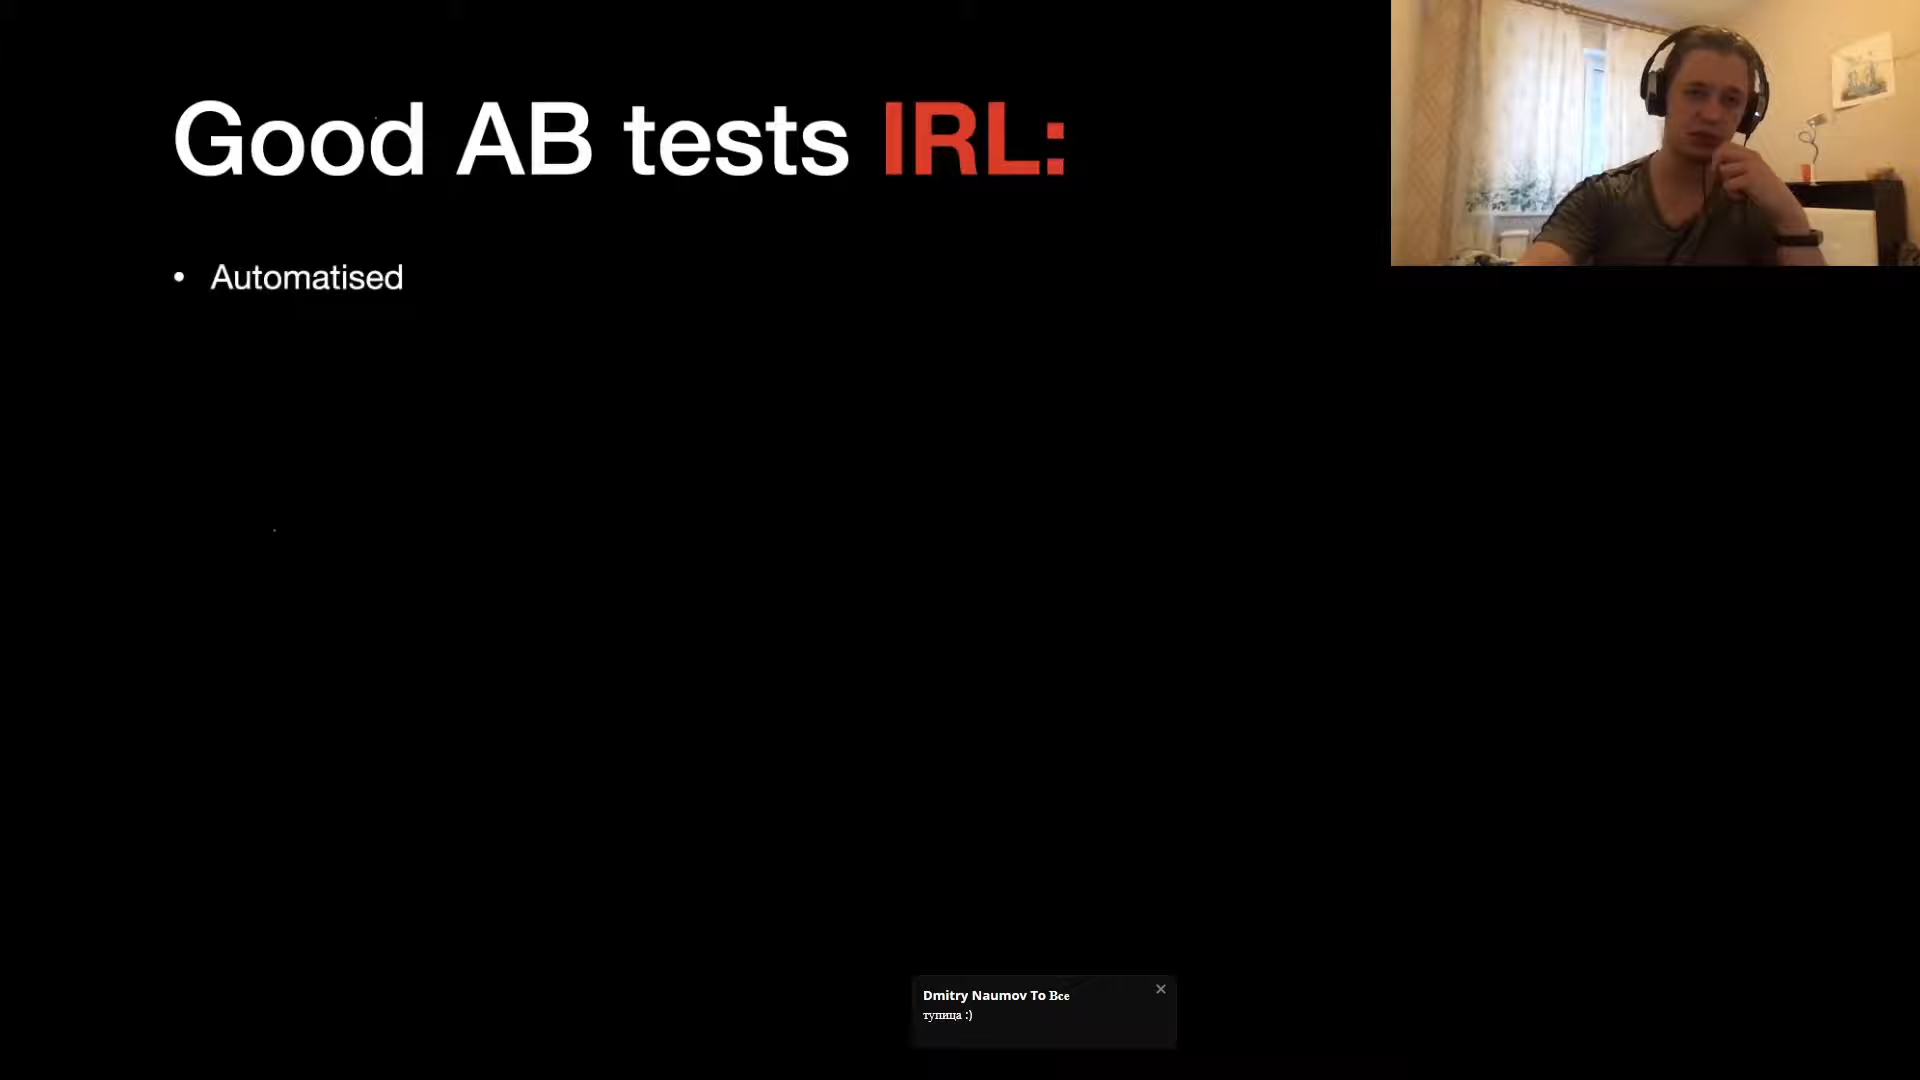 Good AB tests IRL:
• Automatised
Dmitry Naumov To Все
тупица :)